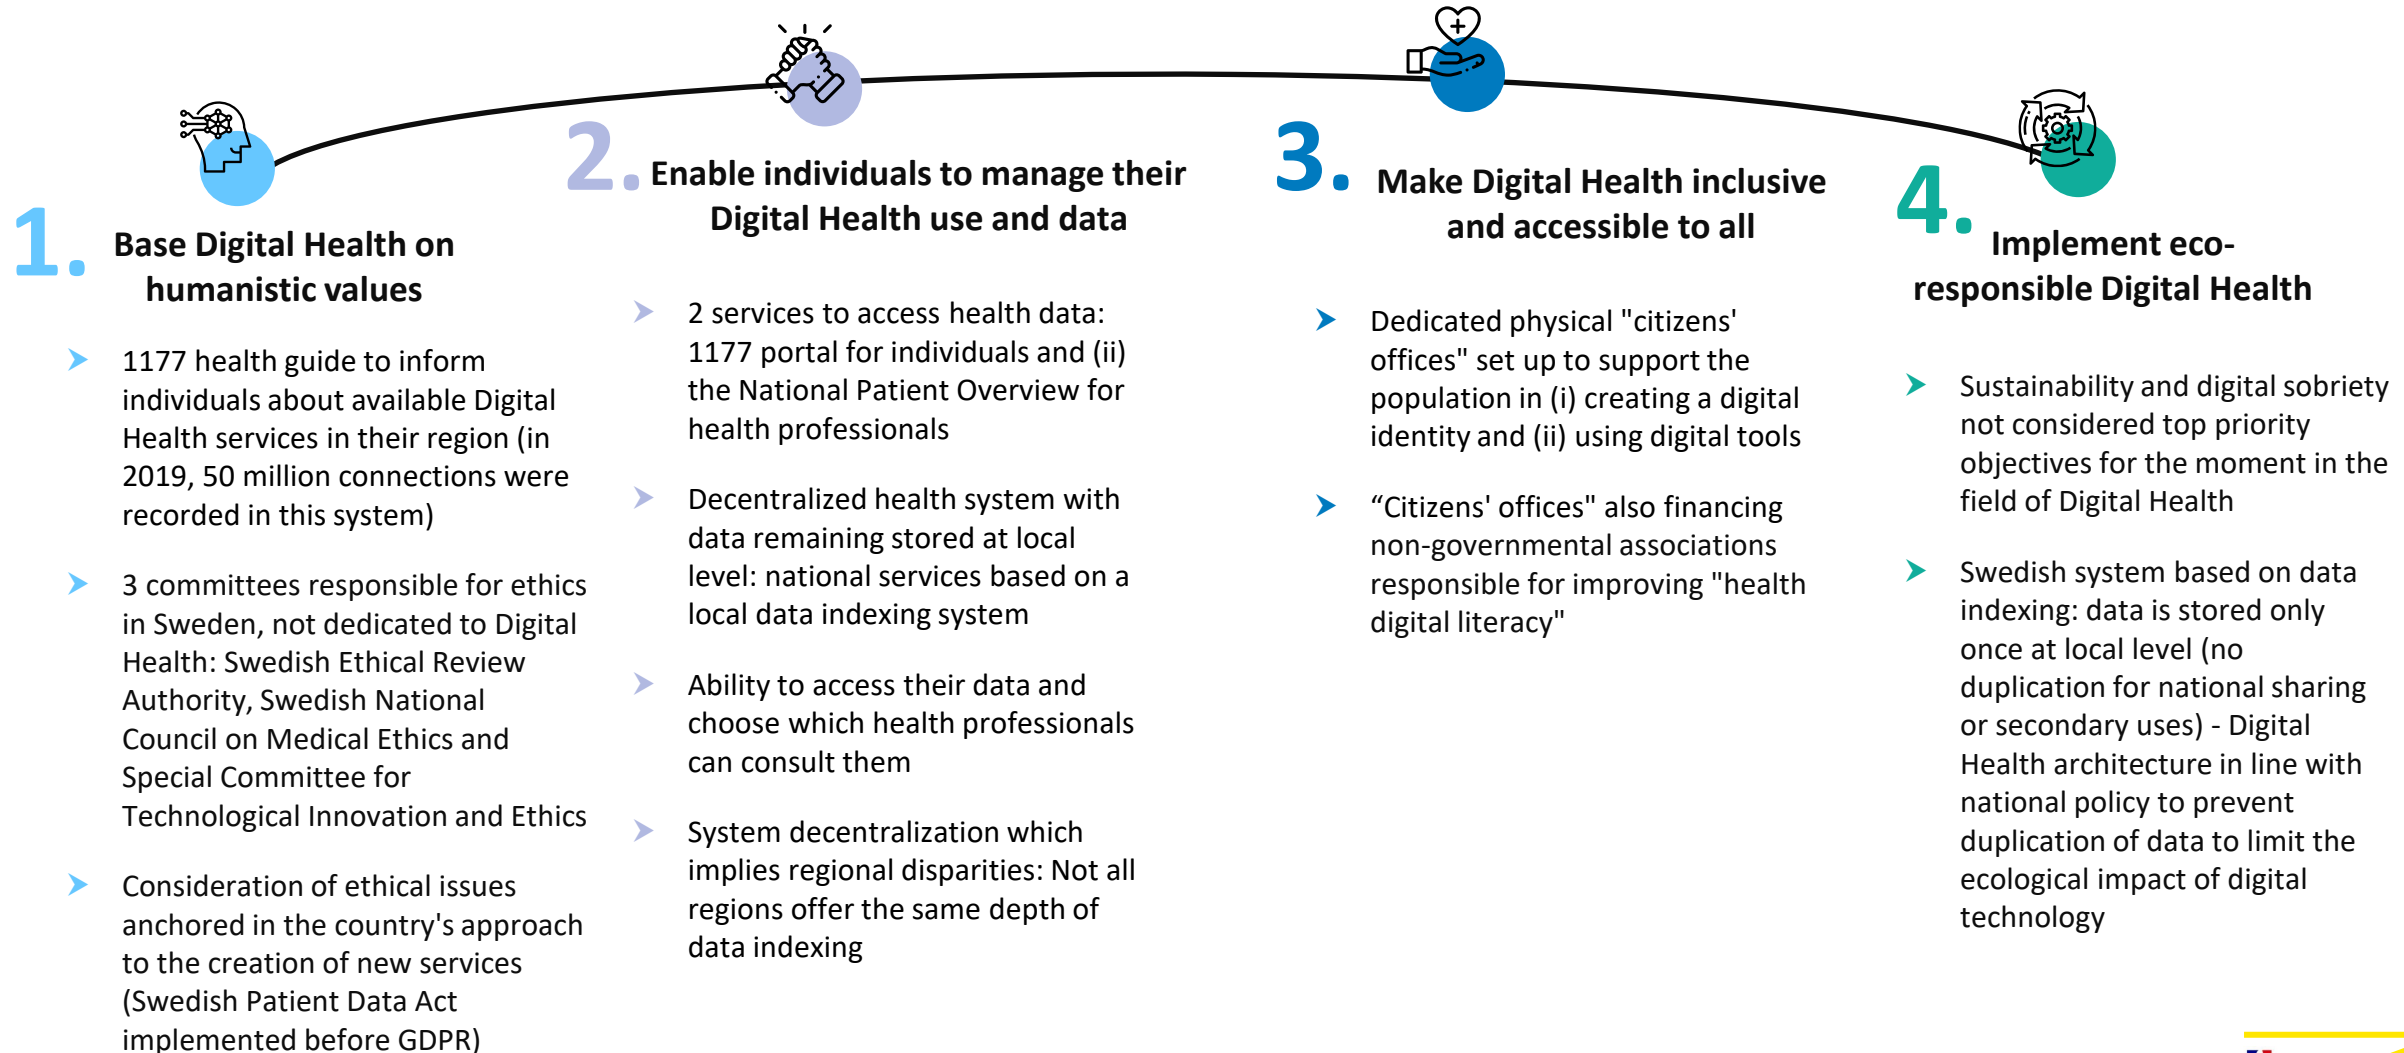 1.
Base Digital Health on
humanistic values
1177 health guide to inform
individuals about available Digital
Health services in their region (in
2019, 50 million connections were
recorded in this system)
3 committees responsible for ethics
in Sweden, not dedicated to Digital
Health: Swedish Ethical Review
Authority, Swedish National
Council on Medical Ethics and
Special Committee for
Technological Innovation and Ethics
Consideration of ethical issues
anchored in the country's approach
to the creation of new services
(Swedish Patient Data Act
implemented before GDPR)
2.
Enable individuals to manage their
Digital Health use and data
2 services to access health data:
1177 portal for individuals and (ii)
the National Patient Overview for
health professionals
Decentralized health system with
data remaining stored at local
level: national services based on a
local data indexing system
Ability to access their data and
choose which health professionals
can consult them
System decentralization which
implies regional disparities: Not all
regions offer the same depth of
data indexing
3.
Make Digital Health inclusive
and accessible to all
Dedicated physical "citizens'
offices" set up to support the
population in (i) creating a digital
identity and (ii) using digital tools
“Citizens' offices" also financing
non-governmental associations
responsible for improving "health
digital literacy"
4.
Implement eco-
responsible Digital Health
Sustainability and digital sobriety
not considered top priority
objectives for the moment in the
field of Digital Health
Swedish system based on data
indexing: data is stored only
once at local level (no
duplication for national sharing
or secondary uses) - Digital
Health architecture in line with
national policy to prevent
duplication of data to limit the
ecological impact of digital
technology